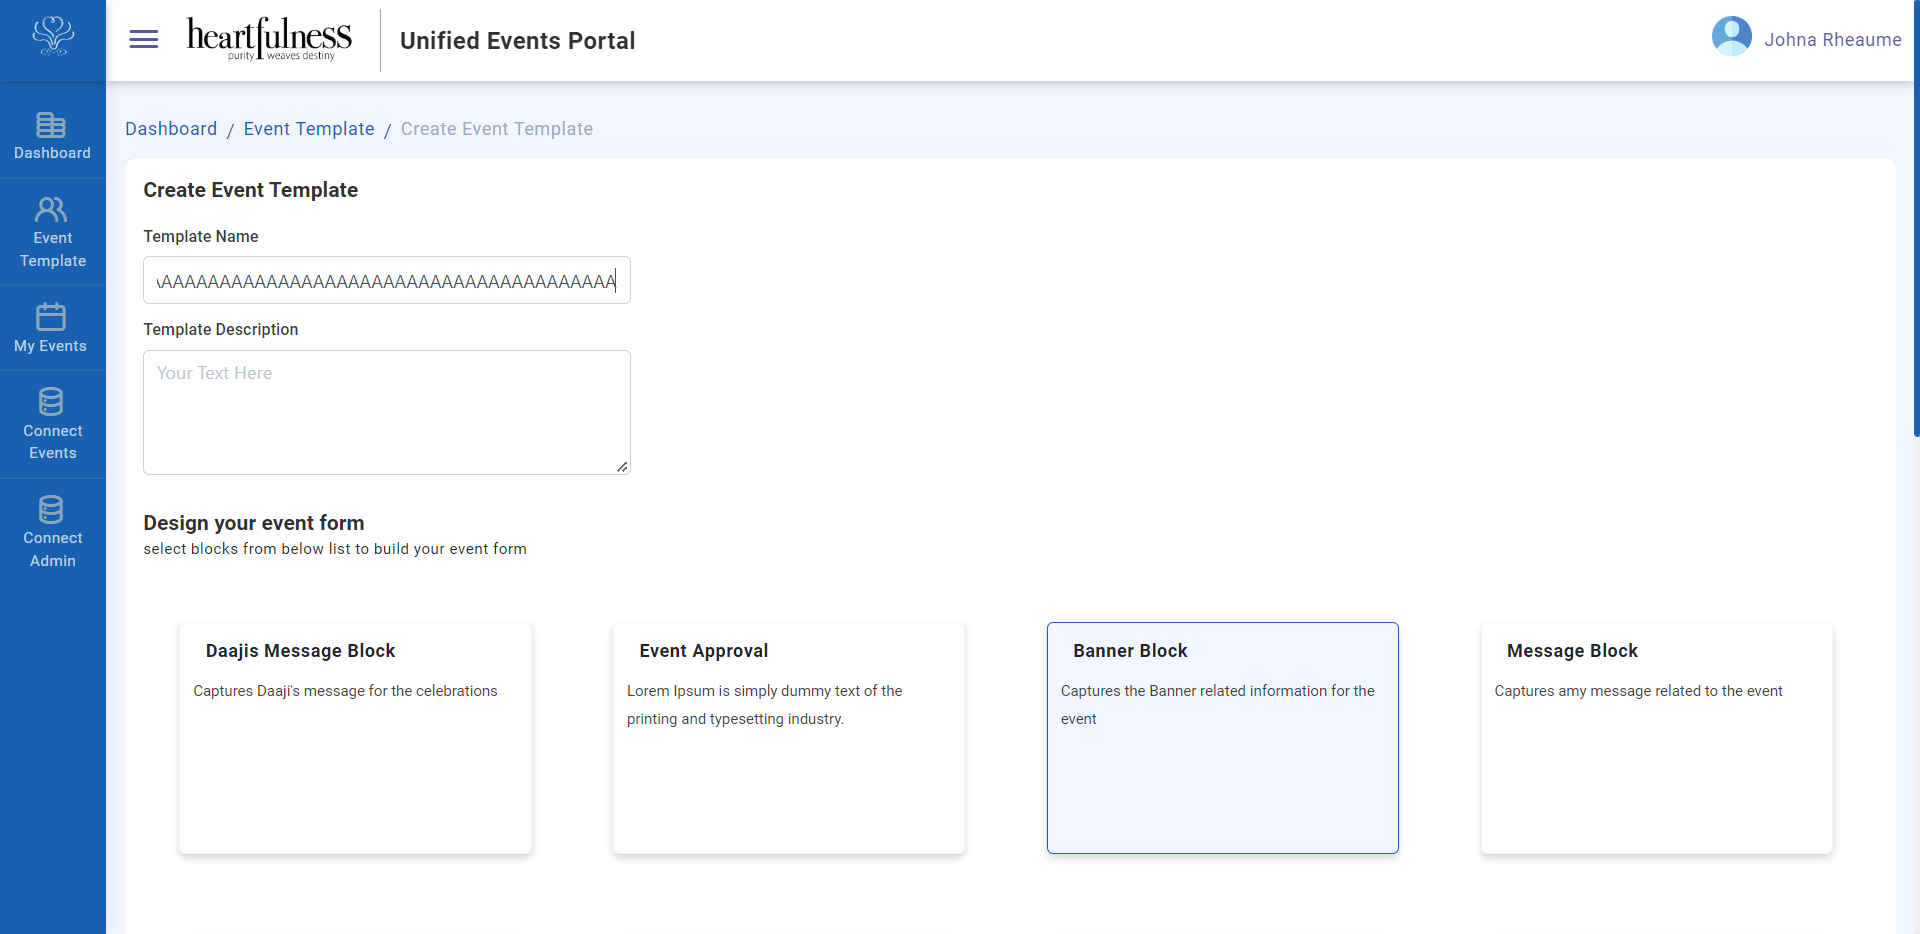 heartfulness
purity weaves destiny
Unified Events Portal
Johna Rheaume
Dashboard
Event
Template
My Events
Connect
Events
Connect
Admin
Dashboard / Event Template / Create Event Template
Create Event Template
Template Name
AAAAAAAAAAAAAAAAAAAAAAAAAAAAAAAAAAAAAAA
Template Description
Your Text Here
Design your event form
select blocks from below list to build your event form
Daajis Message Block
Captures Daaji's message for the celebrations
Event Approval
Lorem Ipsum is simply dummy text of the
printing and typesetting industry.
Banner Block
Captures the Banner related information for the
event
Message Block
Captures amy message related to the event